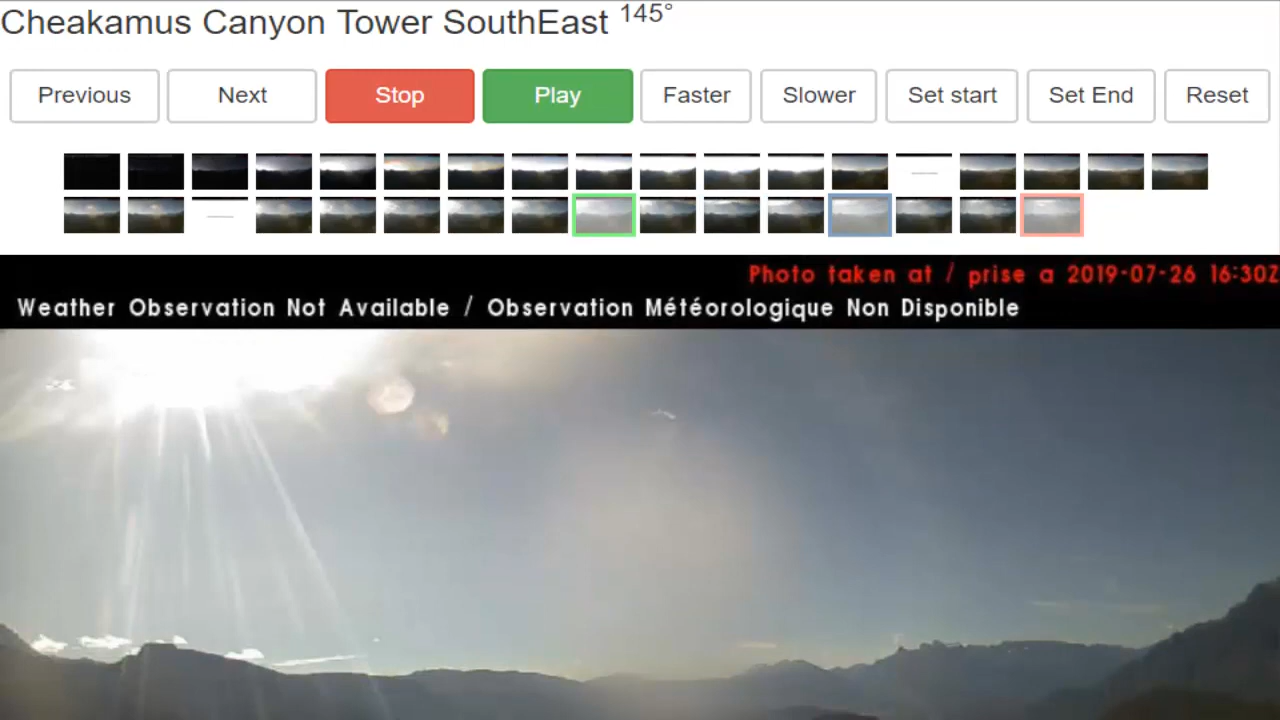 Cheakamus Canyon Tower SouthEast 145°
Previous Next Stop Play Faster Slower Set start Set End Reset
Photo taken at / prise a 2019-07-26 16:30Z
Weather Observation Not Available / Observation Météorologique Non Disponible